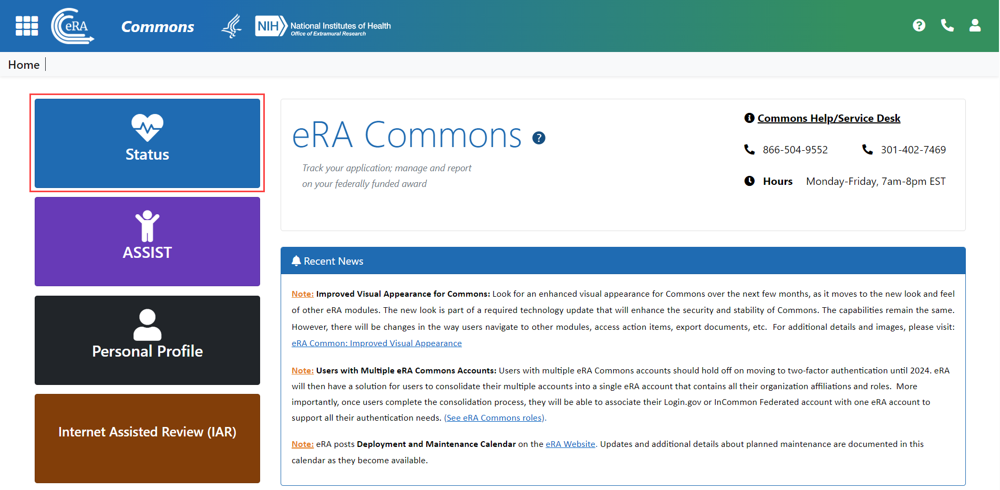 eRA
Commons
NIH
National Institutes of Health
Office of Extramural Research
?
Home
Status
ASSIST
Personal Profile
Internet Assisted Review (IAR)
eRA Commons ?
Track your application; manage and report
on your federally funded award
Commons Help/Service Desk
866-504-9552 301-402-7469
Hours Monday-Friday, 7am-8pm EST
Recent News
Note: Improved Visual Appearance for Commons: Look for an enhanced visual appearance for Commons over the next few months, as it moves to the new look and feel
of other eRA modules. The new look is part of a required technology update that will enhance the security and stability of Commons. The capabilities remain the same.
However, there will be changes in the way users navigate to other modules, access action items, export documents, etc. For additional details and images, please visit:
eRA Common: Improved Visual Appearance
Note: Users with Multiple eRA Commons Accounts: Users with multiple eRA Commons accounts should hold off on moving to two-factor authentication until 2024. eRA
will then have a solution for users to consolidate their multiple accounts into a single eRA account that contains all their organization affiliations and roles. More
importantly, once users complete the consolidation process, they will be able to associate their Login.gov or InCommon Federated account with one eRA account to
support all their authentication needs. (See eRA Commons roles).
Note: eRA posts Deployment and Maintenance Calendar on the eRA Website. Updates and additional details about planned maintenance are documented in this
calendar as they become available.